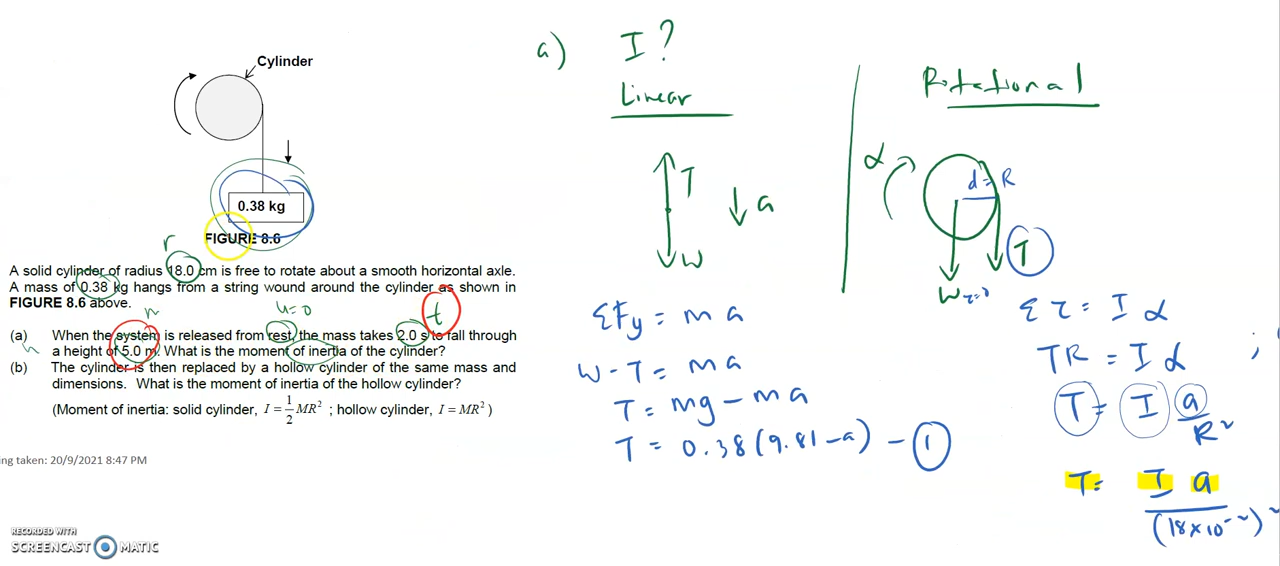 Cylinder
0.38 kg
FIGURE 8.6
r
A solid cylinder of radius 18.0 cm is free to rotate about a smooth horizontal axle.
A mass of 0.38 kg hangs from a string wound around the cylinder as shown in
FIGURE 8.6 above.
m
u=0
t
(a) When the system is released from rest, the mass takes 2.0 s to fall through
h
a height of 5.0 m. What is the moment of inertia of the cylinder?
(b) The cylinder is then replaced by a hollow cylinder of the same mass and
dimensions. What is the moment of inertia of the hollow cylinder?
(Moment of inertia: solid cylinder, I = 1/2 MR² ; hollow cylinder, I = MR²)
ng taken: 20/9/2021 8:47 PM
RECORDED WITH
SCREENCAST MATIC
a) I?
Linear
T
a
W
ΣFy = ma
W - T = ma
T = mg - ma
T = 0.38(9.81 - a) - 1
Rotational
α
d = R
T
W τ=0
Στ = Iα
TR = Iα ;
T = I a/R²
T = I a/(18×10⁻²)²